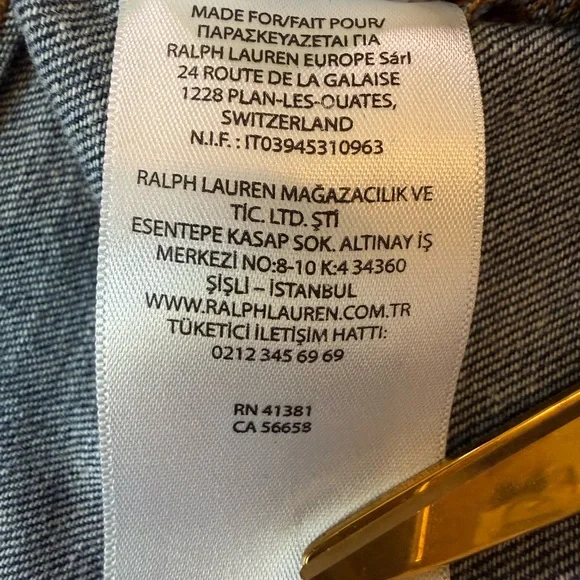 MADE FOR/FAIT POUR/
ΠΑΡΑΣΚΕΥΑΖΕΤΑΙ ΓΙΑ
RALPH LAUREN EUROPE Sárl
24 ROUTE DE LA GALAISE
1228 PLAN-LES-OUATES,
SWITZERLAND
N.I.F. : IT03945310963
RALPH LAUREN MAĞAZACILIK VE
TİC. LTD. ŞTİ
ESENTEPE KASAP SOK. ALTINAY İŞ
MERKEZİ NO:8-10 K:4 34360
ŞİŞLİ – İSTANBUL
WWW.RALPHLAUREN.COM.TR
TÜKETİCİ İLETİŞİM HATTI:
0212 345 69 69
RN 41381
CA 56658